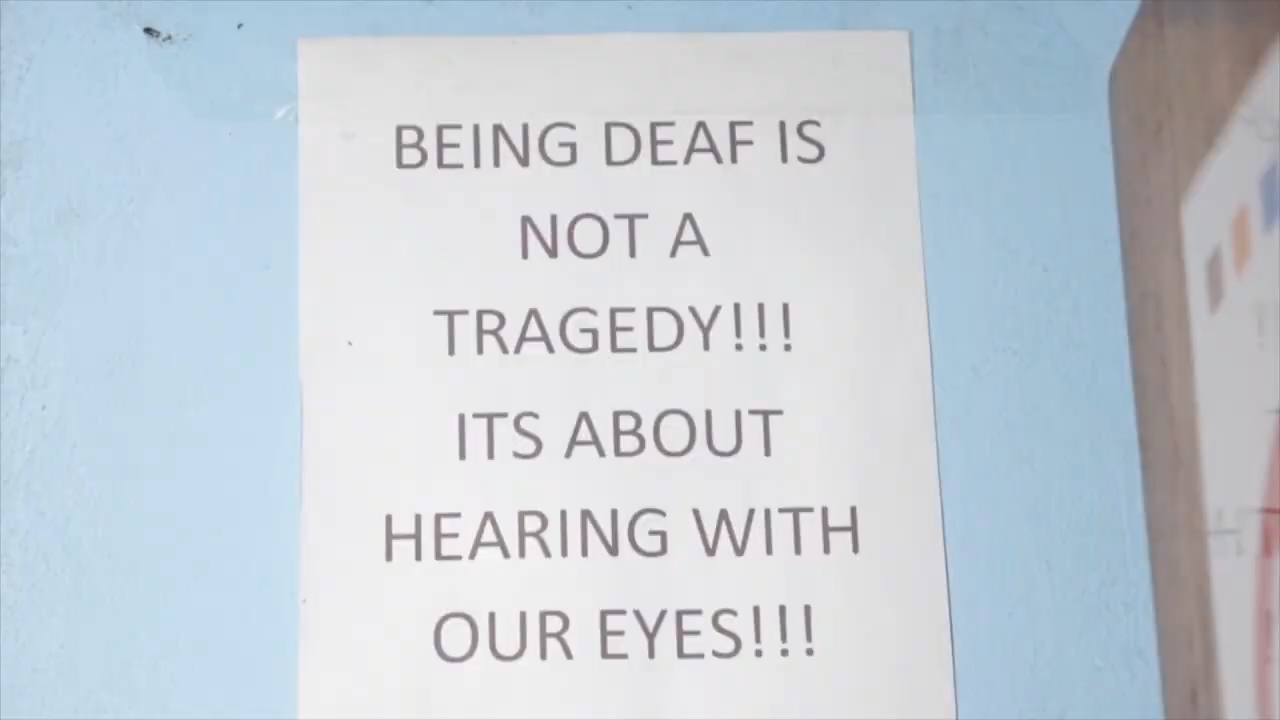 BEING DEAF IS
NOT A
TRAGEDY!!!
ITS ABOUT
HEARING WITH
OUR EYES!!!